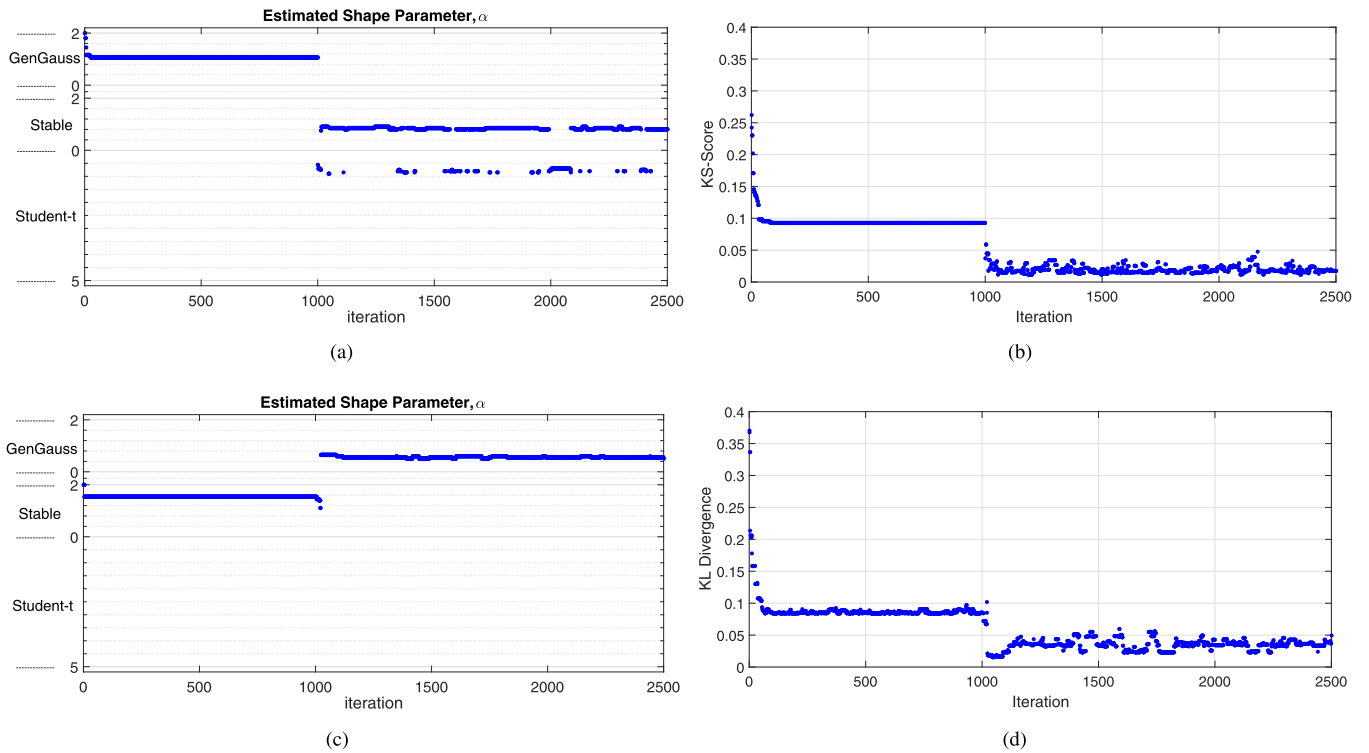 Estimated Shape Parameter, α
2
GenGauss
0
2
Stable
0
Student-t
5
0 500 1000 1500 2000 2500
iteration
(a)
0.4
0.35
0.3
0.25
0.2
0.15
0.1
0.05
0
KS-Score
0 500 1000 1500 2000 2500
Iteration
(b)
Estimated Shape Parameter, α
2
GenGauss
0
2
Stable
0
Student-t
5
0 500 1000 1500 2000 2500
iteration
(c)
0.4
0.35
0.3
0.25
0.2
0.15
0.1
0.05
0
KL Divergence
0 500 1000 1500 2000 2500
Iteration
(d)